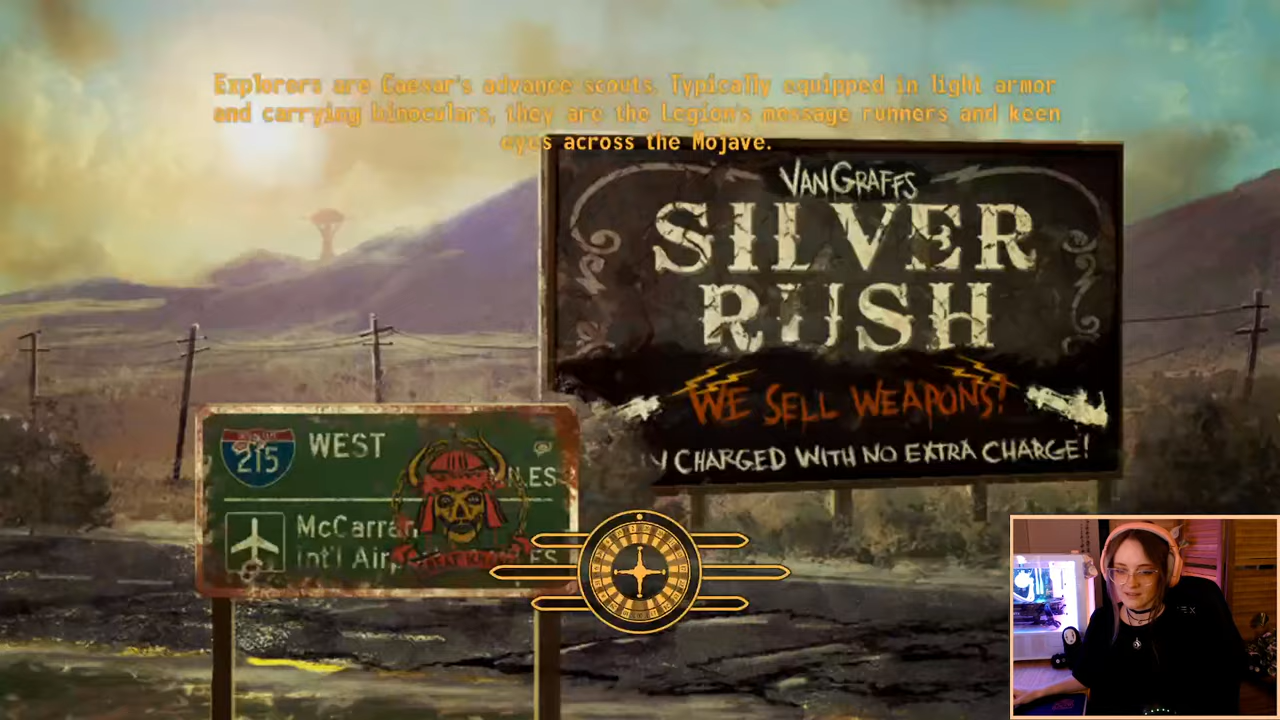 Explorers are Caesar's advance scouts. Typically equipped in light armor
and carrying binoculars, they are the Legion's message runners and keen
eyes across the Mojave.
VANGRAFFS
SILVER
RUSH
WE SELL WEAPONS!
Y CHARGED WITH NO EXTRA CHARGE!
215
WEST
McCarran
Int'l